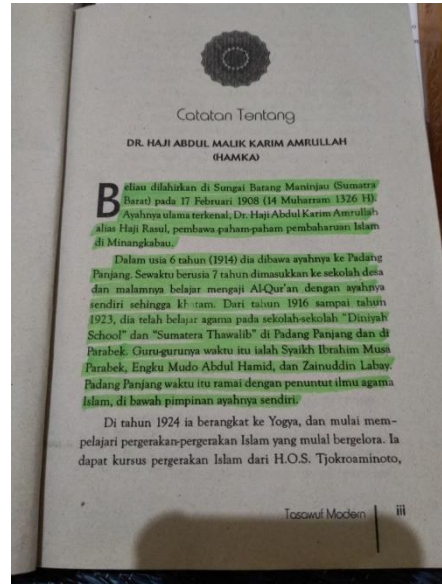 Catatan Tentang
DR. HAJI ABDUL MALIK KARIM AMRULLAH
(HAMKA)
Beliau dilahirkan di Sungai Batang Maninjau (Sumatra
Barat) pada 17 Februari 1908 (14 Muharram 1326 H).
Ayahnya ulama terkenal, Dr. Haji Abdul Karim Amrullah
alias Haji Rasul, pembawa paham-paham pembaharuan Islam
di Minangkabau.
Dalam usia 6 tahun (1914) dia dibawa ayahnya ke Padang
Panjang. Sewaktu berusia 7 tahun dimasukkan ke sekolah desa
dan malamnya belajar mengaji Al-Qur'an dengan ayahnya
sendiri sehingga khatam. Dari tahun 1916 sampai tahun
1923, dia telah belajar agama pada sekolah-sekolah "Diniyah
School" dan "Sumatera Thawalib" di Padang Panjang dan di
Parabek. Guru-gurunya waktu itu ialah Syaikh Ibrahim Musa
Parabek, Engku Mudo Abdul Hamid, dan Zainuddin Labay.
Padang Panjang waktu itu ramai dengan penuntut ilmu agama
Islam, di bawah pimpinan ayahnya sendiri.
Di tahun 1924 ia berangkat ke Yogya, dan mulai mem-
pelajari pergerakan-pergerakan Islam yang mulai bergelora. Ia
dapat kursus pergerakan Islam dari H.O.S. Tjokroaminoto,
Tasawuf Modern iii